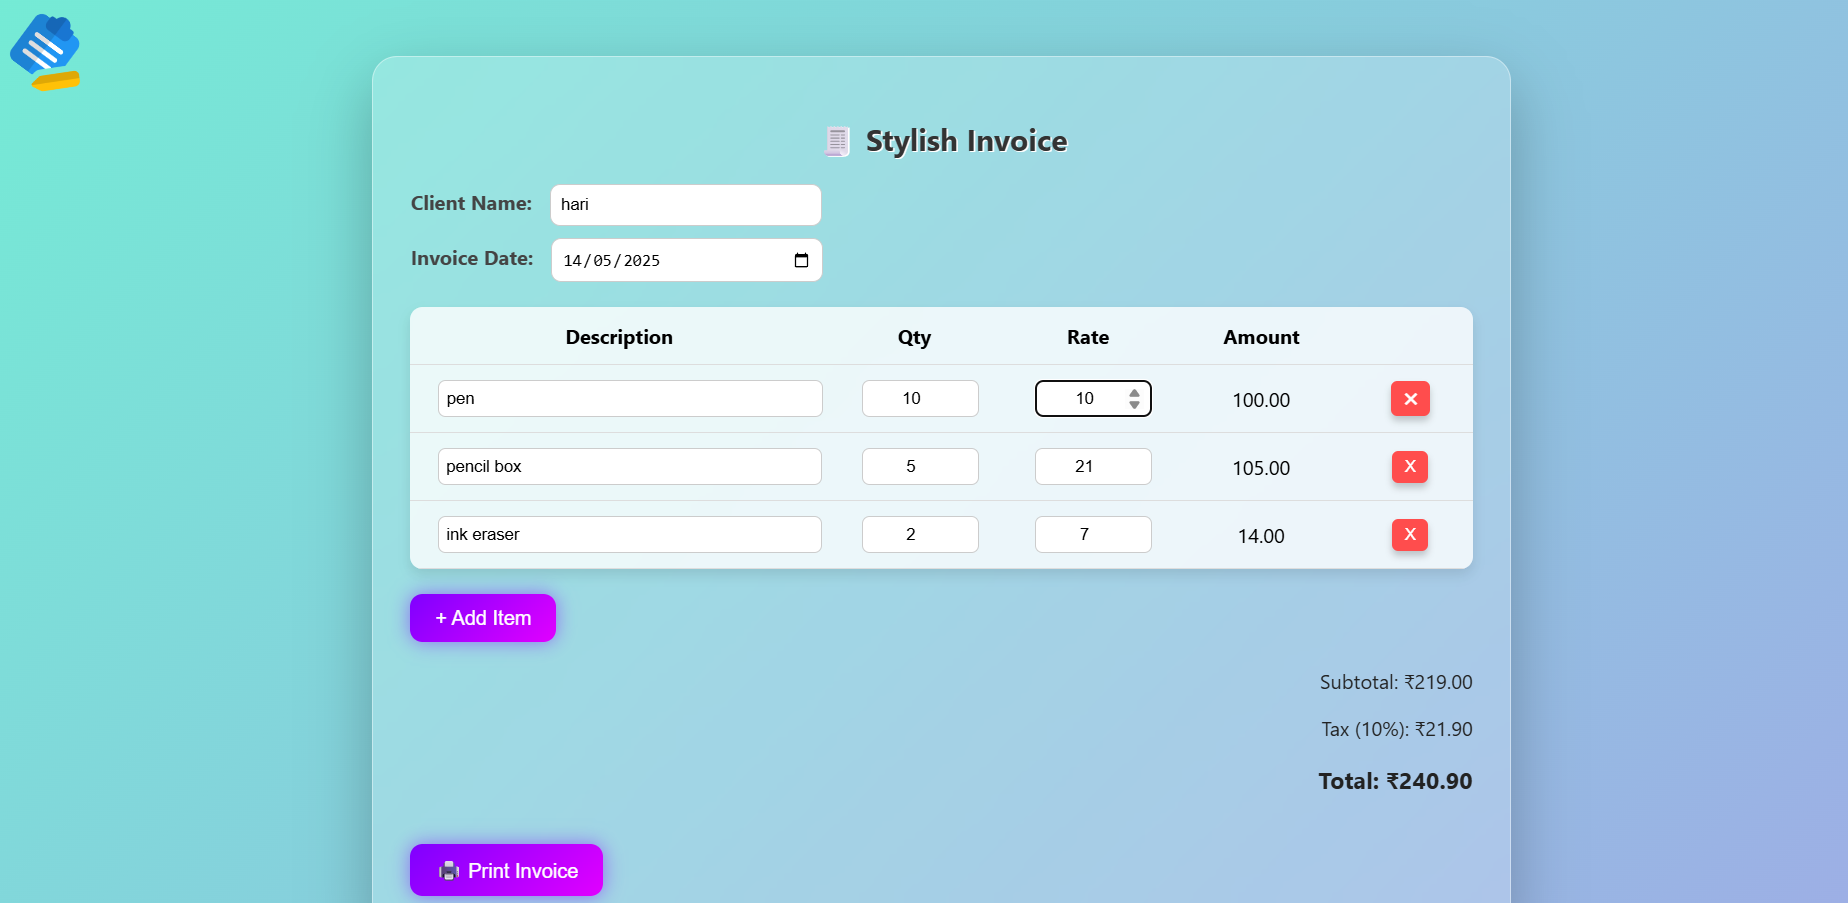 Stylish Invoice
Client Name: hari
Invoice Date: 14/05/2025
Description Qty Rate Amount
pen 10 10 100.00 ✕
pencil box 5 21 105.00 X
ink eraser 2 7 14.00 X
+ Add Item
Subtotal: ₹219.00
Tax (10%): ₹21.90
Total: ₹240.90
Print Invoice